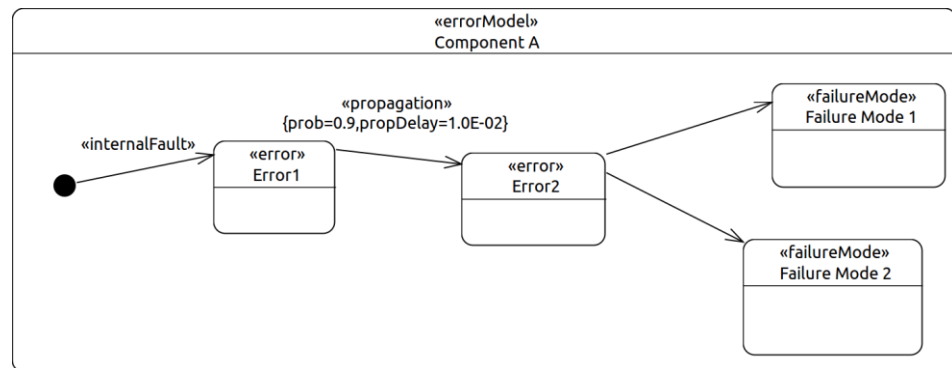 «errorModel»
Component A
«internalFault»
«error»
Error1
«propagation»
{prob=0.9,propDelay=1.0E-02}
«error»
Error2
«failureMode»
Failure Mode 1
«failureMode»
Failure Mode 2